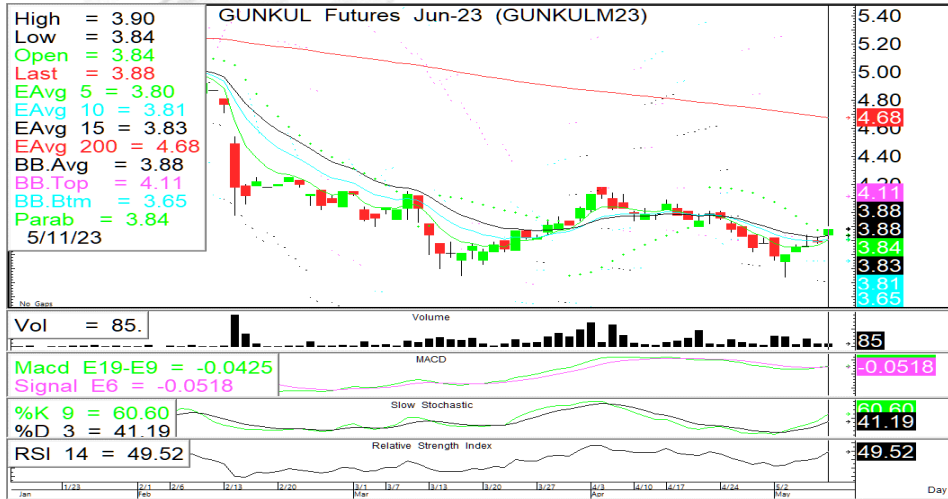 GUNKUL Futures Jun-23 (GUNKULM23)
High = 3.90
Low = 3.84
Open = 3.84
Last = 3.88
EAvg 5 = 3.80
EAvg 10 = 3.81
EAvg 15 = 3.83
EAvg 200 = 4.68
BB.Avg = 3.88
BB.Top = 4.11
BB.Btm = 3.65
Parab = 3.84
5/11/23
5.40
5.20
5.00
4.80
4.68
4.60
4.40
4.20
4.11
3.88
3.88
3.84
3.83
3.81
3.65
No Gaps
Volume
Vol = 85.
85
MACD
Macd E19-E9 = -0.0425
Signal E6 = -0.0518
-0.0518
Slow Stochastic
%K 9 = 60.60
%D 3 = 41.19
60.60
41.19
Relative Strength Index
RSI 14 = 49.52
49.52
1/23 2/1 2/6 2/13 2/20 3/1 3/7 3/13 3/20 3/27 4/3 4/10 4/17 4/24 5/2
Jan Feb Mar Apr May Day